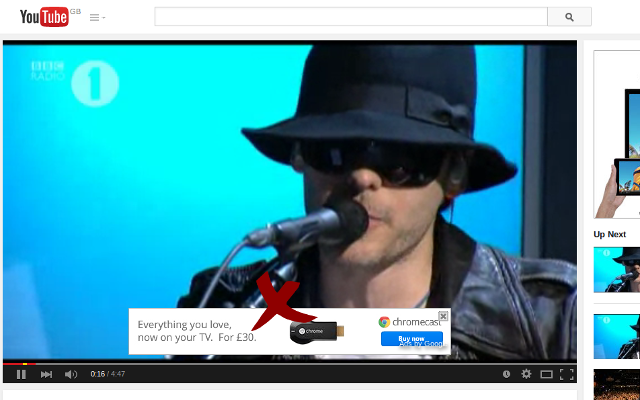 YouTube GB
BBC
RADIO 1
Everything you love,
now on your TV. For £30.
chrome
chromecast
Buy now
Ads by Google
0:16 / 4:47
Up Next